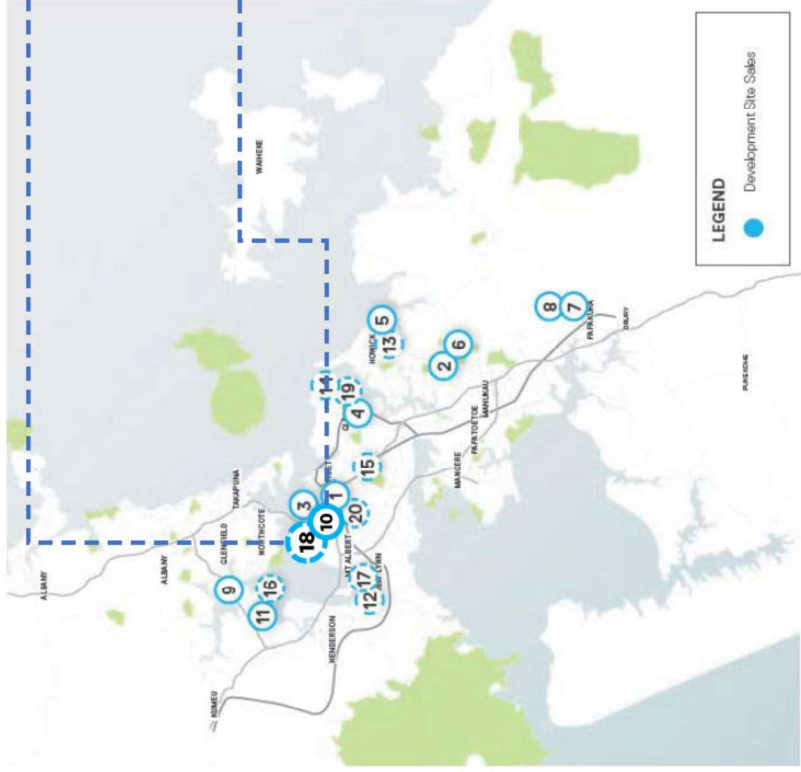 ALBANY
ALBANY
TAKAPUNA
GLENFIELD
NORTHCOTE
WAIHEKE
KUMEU
HENDERSON
MT ALBERT
HOWICK
MANGERE
PAPATOETOE
MANUKAU
PAPAKURA
DRURY
PUKEKOHE
9
11
16
18
10
3
1
20
12
17
15
4
19
14
13
5
2
6
8
7
LEGEND
Development Site Sales